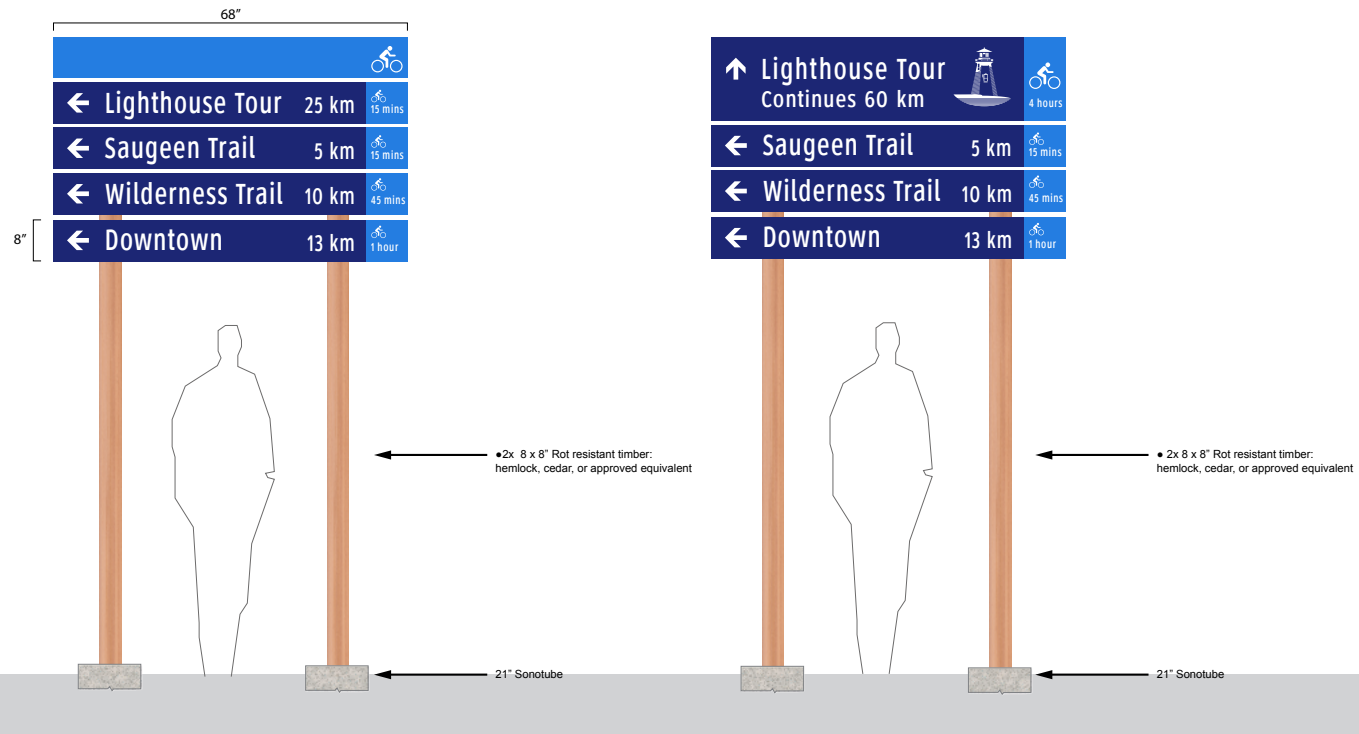 68”
← Lighthouse Tour 25 km 15 mins
← Saugeen Trail 5 km 15 mins
← Wilderness Trail 10 km 45 mins
8”
← Downtown 13 km 1 hour
●2x 8 x 8” Rot resistant timber:
hemlock, cedar, or approved equivalent
21” Sonotube
↑ Lighthouse Tour
Continues 60 km
4 hours
← Saugeen Trail 5 km 15 mins
← Wilderness Trail 10 km 45 mins
← Downtown 13 km 1 hour
● 2x 8 x 8” Rot resistant timber:
hemlock, cedar, or approved equivalent
21” Sonotube